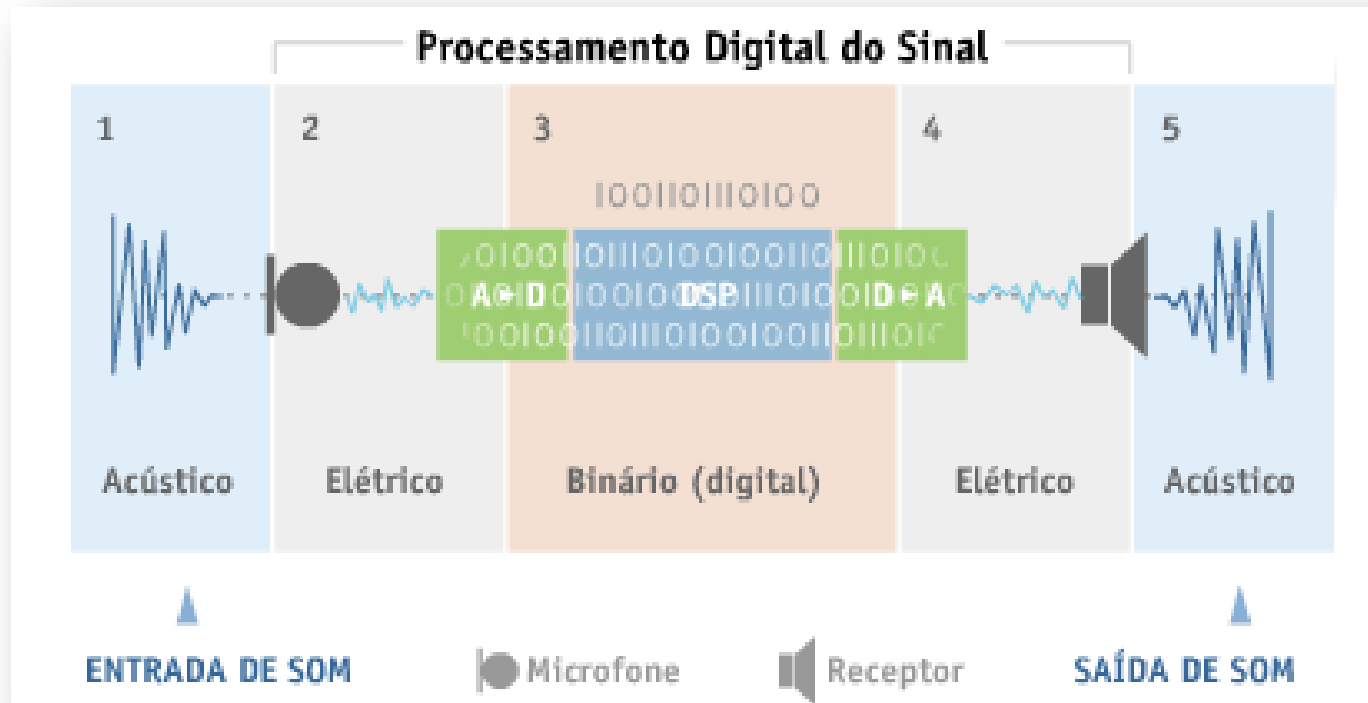 Processamento Digital do Sinal
1
2
3
4
5
1001101110100
A▸D
DSP
D▸A
Acústico
Elétrico
Binário (digital)
Elétrico
Acústico
ENTRADA DE SOM
Microfone
Receptor
SAÍDA DE SOM